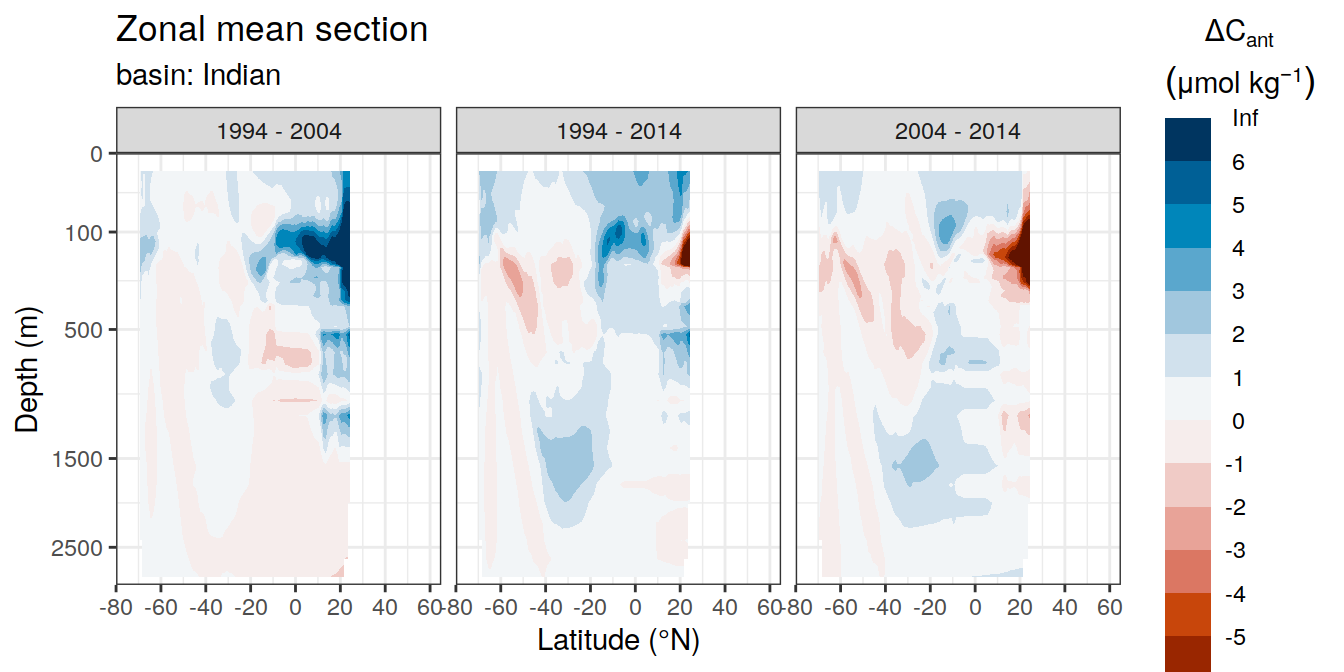 Zonal mean section
basin: Indian
ΔCant
(μmol kg⁻¹)
1994 - 2004
1994 - 2014
2004 - 2014
Depth (m)
0
100
500
1500
2500
-80 -60 -40 -20 0 20 40 60
-80 -60 -40 -20 0 20 40 60
-80 -60 -40 -20 0 20 40 60
Latitude (°N)
Inf
6
5
4
3
2
1
0
-1
-2
-3
-4
-5